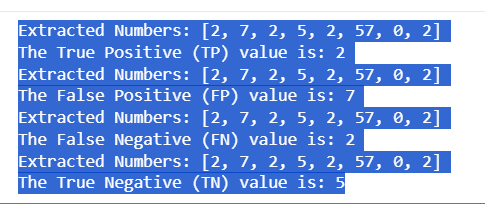 Extracted Numbers: [2, 7, 2, 5, 2, 57, 0, 2]
The True Positive (TP) value is: 2
Extracted Numbers: [2, 7, 2, 5, 2, 57, 0, 2]
The False Positive (FP) value is: 7
Extracted Numbers: [2, 7, 2, 5, 2, 57, 0, 2]
The False Negative (FN) value is: 2
Extracted Numbers: [2, 7, 2, 5, 2, 57, 0, 2]
The True Negative (TN) value is: 5